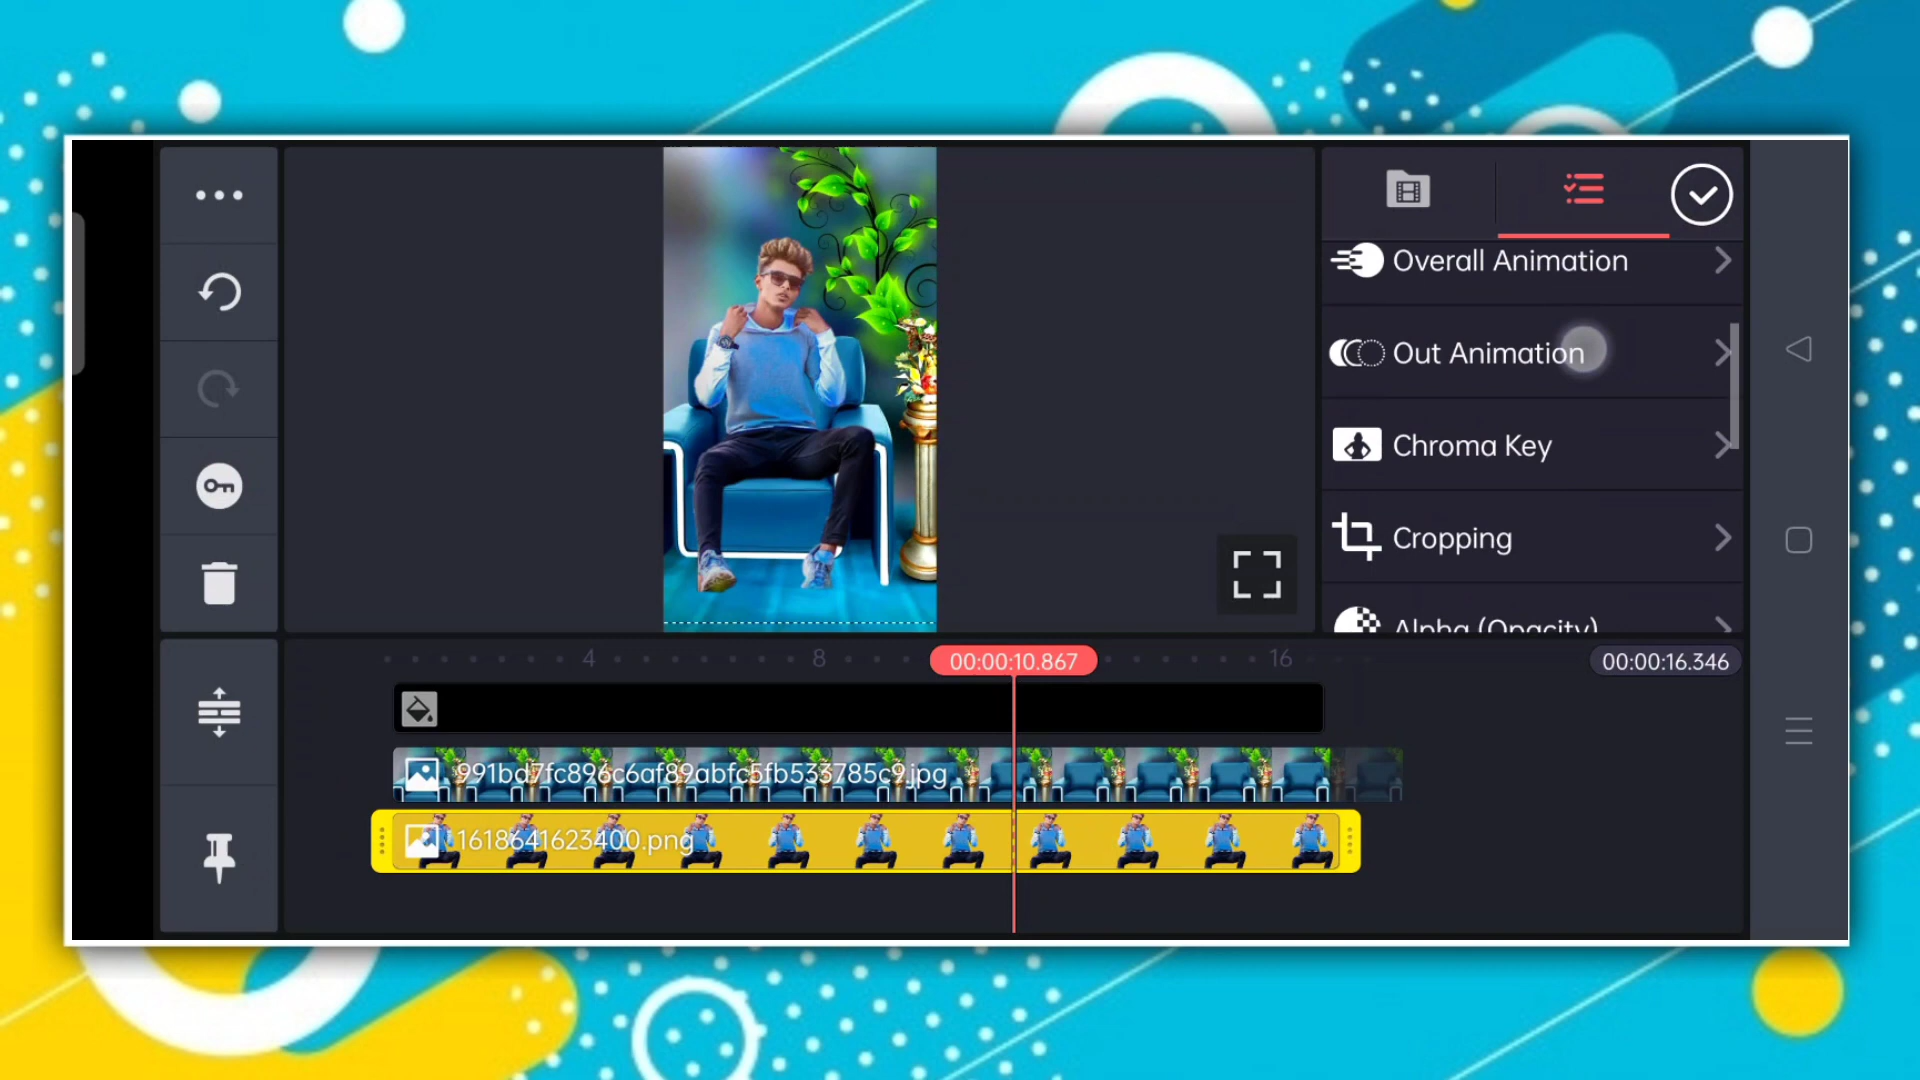 Overall Animation
Out Animation
Chroma Key
Cropping
Alpha (Opacity)
4
8
00:00:10.867
16
00:00:16.346
991bd7fc896c6af89abfc5fb533785c9.jpg
1618641623400.png